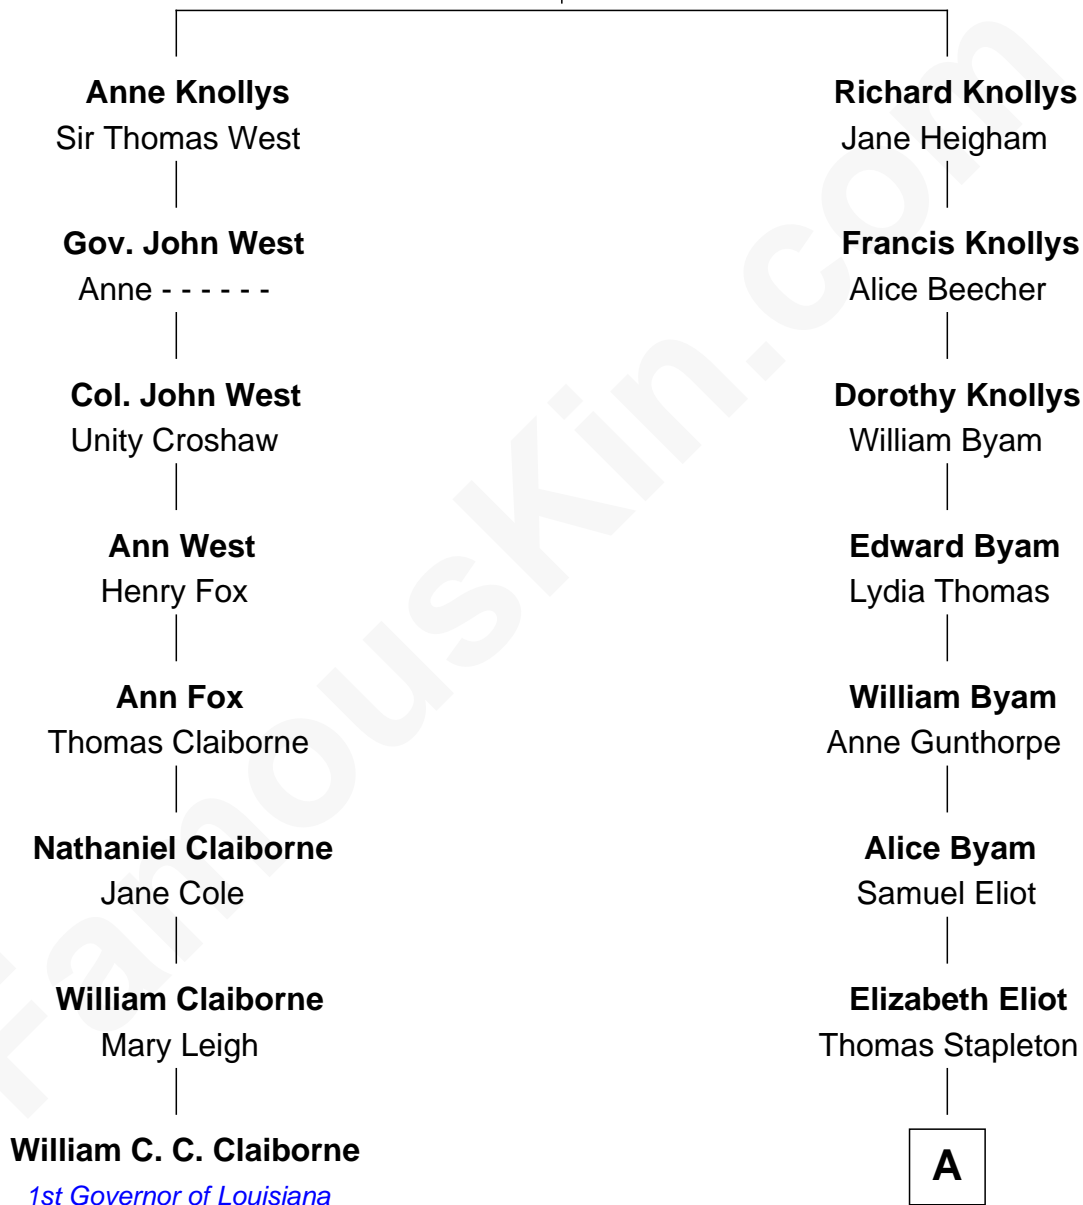 Anne Knollys
Sir Thomas West
Gov. John West
Anne - - - - - -
Col. John West
Unity Croshaw
Ann West
Henry Fox
Ann Fox
Thomas Claiborne
Nathaniel Claiborne
Jane Cole
William Claiborne
Mary Leigh
William C. C. Claiborne
1st Governor of Louisiana
Richard Knollys
Jane Heigham
Francis Knollys
Alice Beecher
Dorothy Knollys
William Byam
Edward Byam
Lydia Thomas
William Byam
Anne Gunthorpe
Alice Byam
Samuel Eliot
Elizabeth Eliot
Thomas Stapleton
A
FamousKin.com